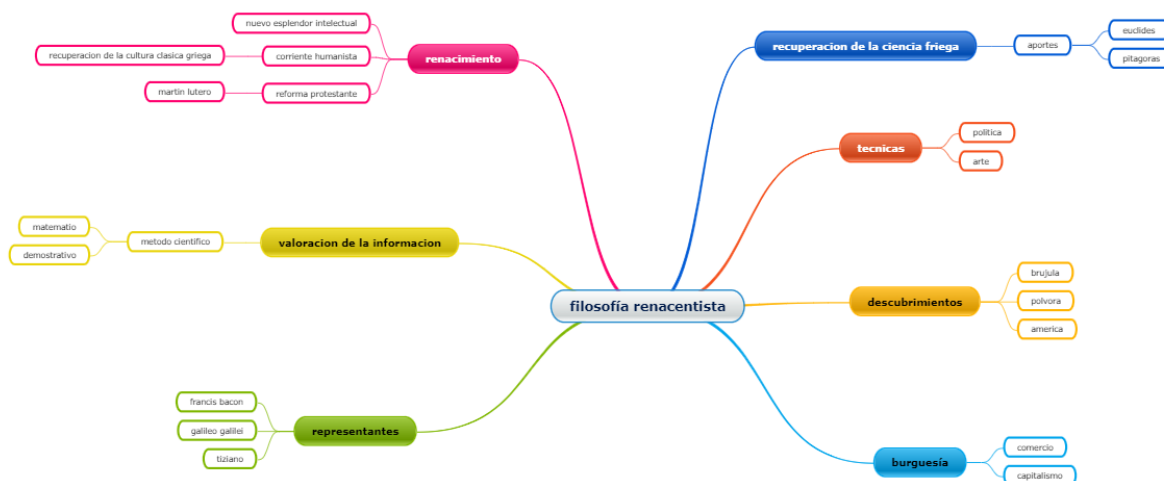 filosofía renacentista
renacimiento
nuevo esplendor intelectual
corriente humanista
recuperacion de la cultura clasica griega
reforma protestante
martin lutero
valoracion de la informacion
metodo cientifico
matematio
demostrativo
representantes
francis bacon
galileo galilei
tiziano
recuperacion de la ciencia friega
aportes
euclides
pitagoras
tecnicas
politica
arte
descubrimientos
brujula
polvora
america
burguesía
comercio
capitalismo